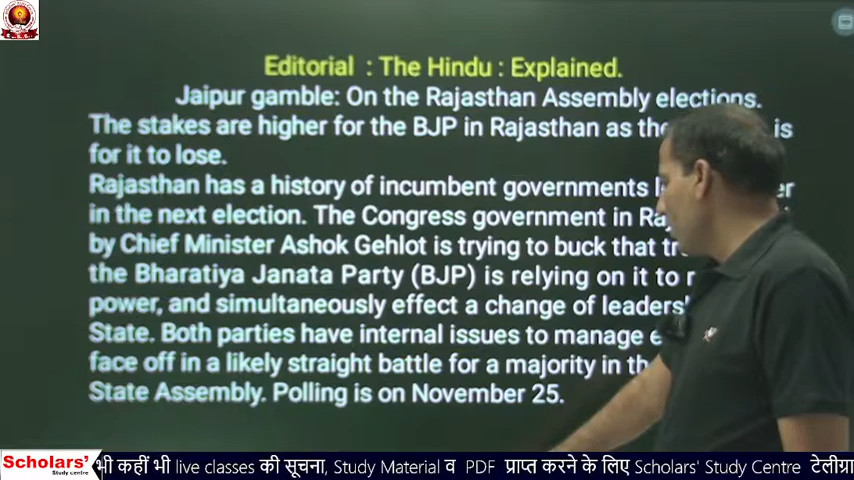 Editorial : The Hindu : Explained.
Jaipur gamble: On the Rajasthan Assembly elections.
The stakes are higher for the BJP in Rajasthan as the is
for it to lose.
Rajasthan has a history of incumbent governments
in the next election. The Congress government in
by Chief Minister Ashok Gehlot is trying to buck that
the Bharatiya Janata Party (BJP) is relying on it to
power, and simultaneously effect a change of
State. Both parties have internal issues to manage
face off in a likely straight battle for a majority in
State Assembly. Polling is on November 25.
Scholars' भी कहीं भी live classes की सूचना, Study Material व PDF प्राप्त करने के लिए Scholars' Study Centre टेलीग्रा
Study Centre